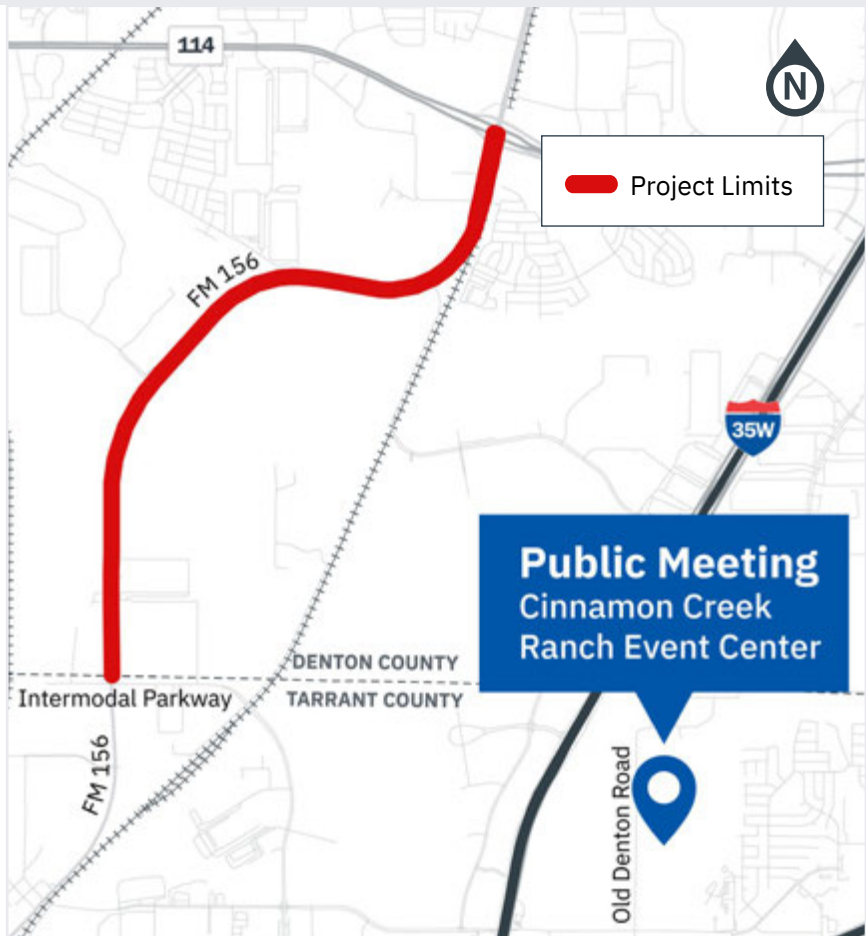 114
N
Project Limits
FM 156
35W
Public Meeting
Cinnamon Creek
Ranch Event Center
DENTON COUNTY
Intermodal Parkway
TARRANT COUNTY
FM 156
Old Denton Road